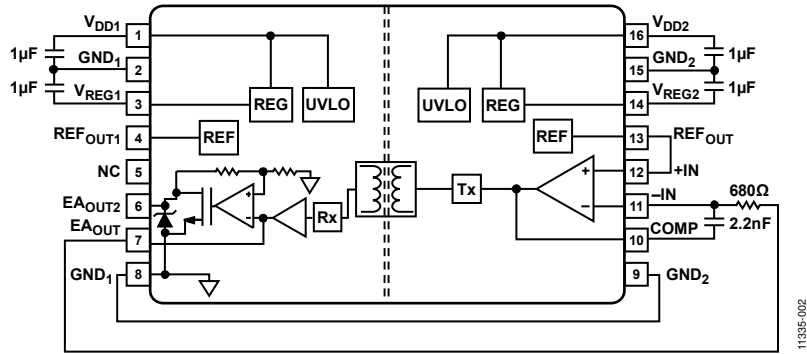 VDD1
1
1µF
GND1
2
1µF
VREG1
3
REG
UVLO
REFOUT1
4
REF
NC
5
EAOUT2
6
EAOUT
7
GND1
8
+
−
Rx
Tx
+
−
UVLO
REG
REF
16
VDD2
1µF
15
GND2
14
VREG2
1µF
13
REFOUT
12
+IN
11
−IN
680Ω
2.2nF
10
COMP
9
GND2
11335-002